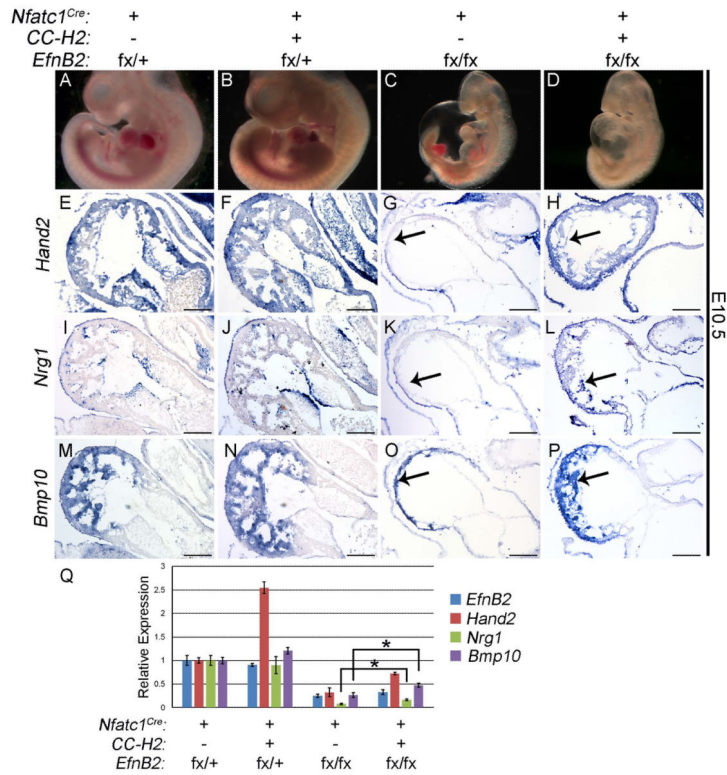 Nfatc1Cre: + + + +
CC-H2: - + - +
EfnB2: fx/+ fx/+ fx/fx fx/fx
A B C D
E F G H
Hand2
I J K L
Nrg1
M N O P
Bmp10
E10.5
Q
Relative Expression
3
2.5
2
1.5
1
0.5
0
* *
EfnB2
Hand2
Nrg1
Bmp10
Nfatc1Cre: + + + +
CC-H2: - + - +
EfnB2: fx/+ fx/+ fx/fx fx/fx